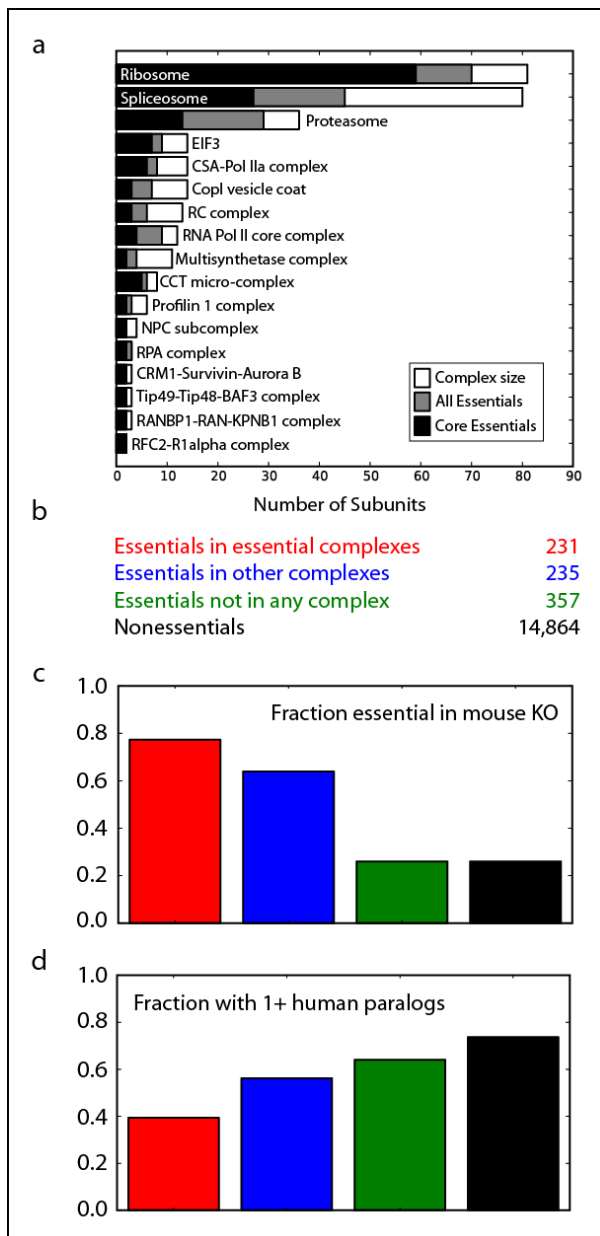 a
Ribosome
Spliceosome
Proteasome
EIF3
CSA-Pol IIa complex
CopI vesicle coat
RC complex
RNA Pol II core complex
Multisynthetase complex
CCT micro-complex
Profilin 1 complex
NPC subcomplex
RPA complex
CRM1-Survivin-Aurora B
Tip49-Tip48-BAF3 complex
RANBP1-RAN-KPNB1 complex
RFC2-R1alpha complex
Complex size
All Essentials
Core Essentials
0 10 20 30 40 50 60 70 80 90
Number of Subunits
b
Essentials in essential complexes 231
Essentials in other complexes 235
Essentials not in any complex 357
Nonessentials 14,864
c
Fraction essential in mouse KO
1.0
0.8
0.6
0.4
0.2
0.0
d
Fraction with 1+ human paralogs
1.0
0.8
0.6
0.4
0.2
0.0